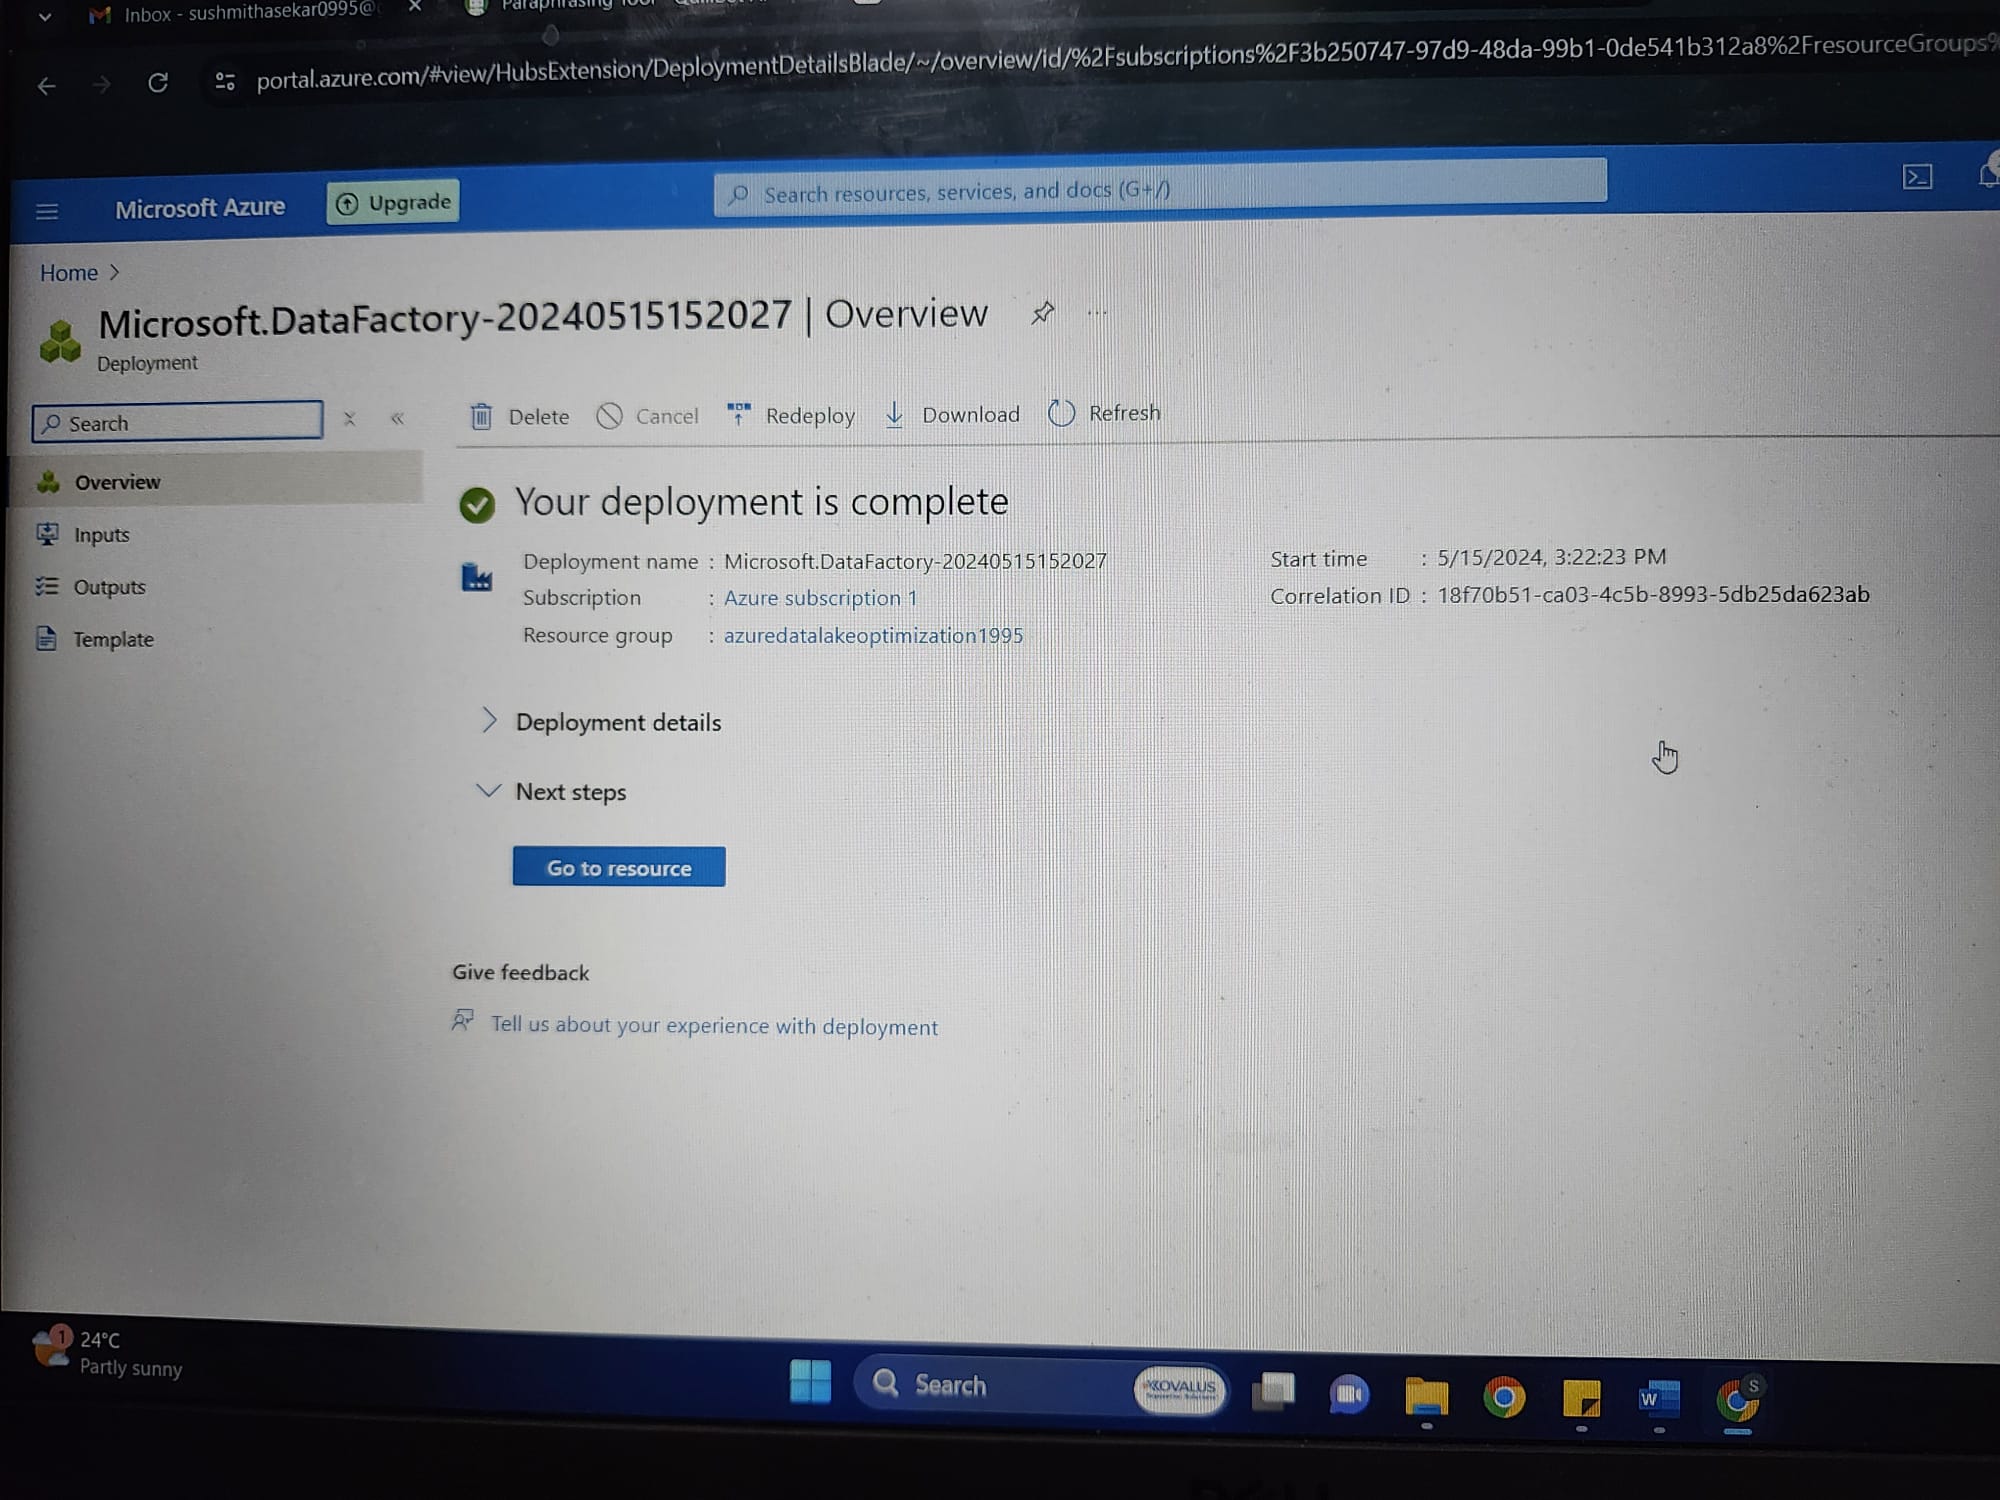 Inbox - sushmithasekar0995@
portal.azure.com/#view/HubsExtension/DeploymentDetailsBlade/~/overview/id/%2Fsubscriptions%2F3b250747-97d9-48da-99b1-0de541b312a8%2FresourceGroups%
Microsoft Azure
Upgrade
Search resources, services, and docs (G+/)
Home >
Microsoft.DataFactory-20240515152027 | Overview
Deployment
Search
Delete
Cancel
Redeploy
Download
Refresh
Overview
Inputs
Outputs
Template
Your deployment is complete
Deployment name : Microsoft.DataFactory-20240515152027
Subscription : Azure subscription 1
Resource group : azuredatalakeoptimization1995
Start time : 5/15/2024, 3:22:23 PM
Correlation ID : 18f70b51-ca03-4c5b-8993-5db25da623ab
Deployment details
Next steps
Go to resource
Give feedback
Tell us about your experience with deployment
1
24°C
Partly sunny
Search
KOVALUS
W
S